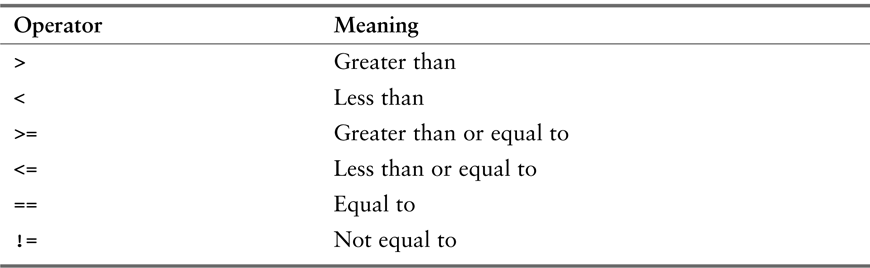 Operator Meaning
> Greater than
< Less than
>= Greater than or equal to
<= Less than or equal to
== Equal to
!= Not equal to